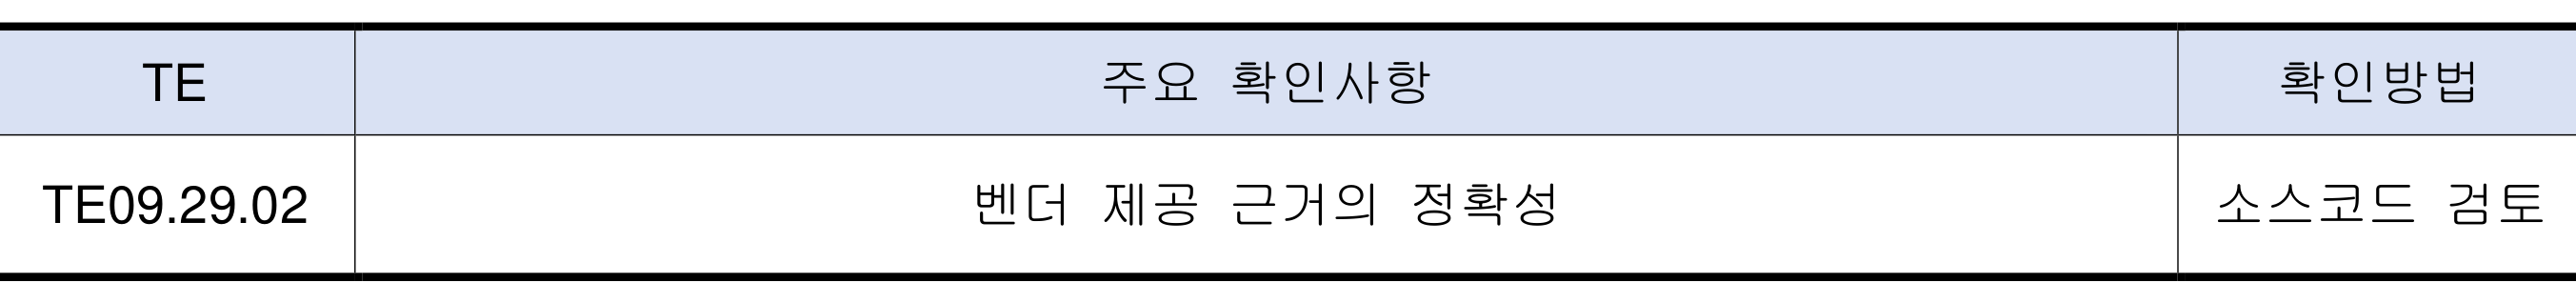 TE 주요 확인사항 확인방법
TE09.29.02 벤더 제공 근거의 정확성 소스코드 검토